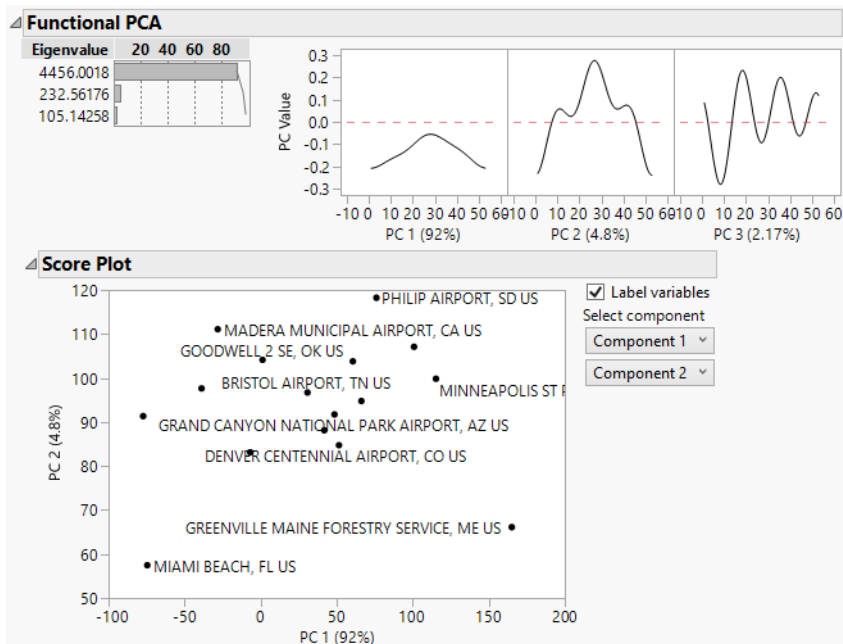 Functional PCA
Eigenvalue 20 40 60 80
4456.0018
232.56176
105.14258
PC Value
0.3
0.2
0.1
0.0
-0.1
-0.2
-0.3
-10 0 10 20 30 40 50 60
PC 1 (92%)
-10 0 10 20 30 40 50 60
PC 2 (4.8%)
-10 0 10 20 30 40 50 60
PC 3 (2.17%)
Score Plot
PC 2 (4.8%)
120
110
100
90
80
70
60
50
PHILIP AIRPORT, SD US
MADERA MUNICIPAL AIRPORT, CA US
GOODWELL 2 SE, OK US
BRISTOL AIRPORT, TN US
MINNEAPOLIS ST
GRAND CANYON NATIONAL PARK AIRPORT, AZ US
DENVER CENTENNIAL AIRPORT, CO US
GREENVILLE MAINE FORESTRY SERVICE, ME US
MIAMI BEACH, FL US
-100 -50 0 50 100 150 200
PC 1 (92%)
Label variables
Select component
Component 1
Component 2